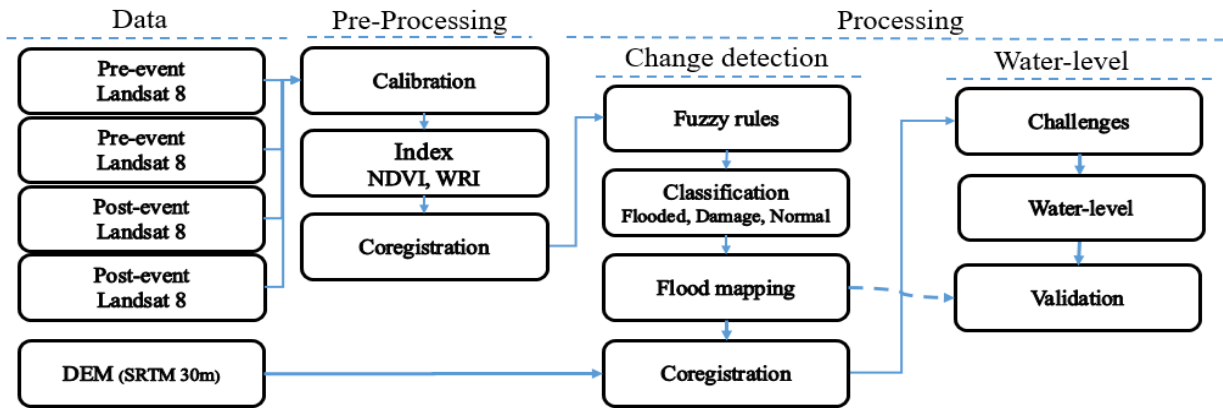 Data
Pre-event
Landsat 8
Pre-event
Landsat 8
Post-event
Landsat 8
Post-event
Landsat 8
DEM (SRTM 30m)
Pre-Processing
Calibration
Index
NDVI, WRI
Coregistration
Processing
Change detection
Fuzzy rules
Classification
Flooded, Damage, Normal
Flood mapping
Coregistration
Water-level
Challenges
Water-level
Validation